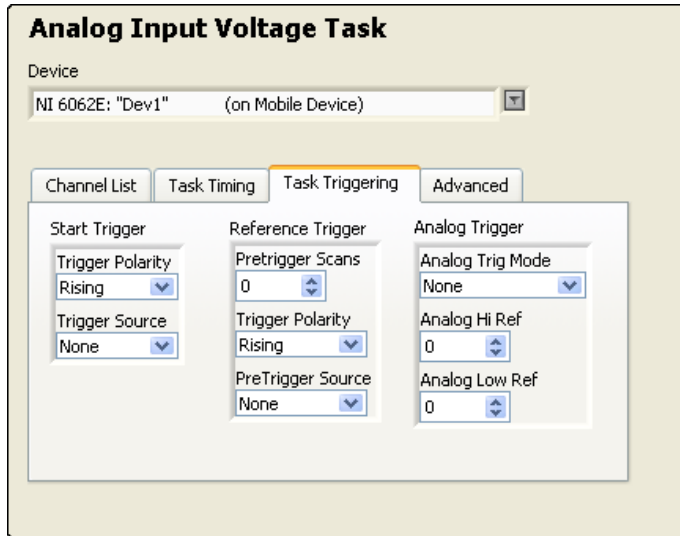 Analog Input Voltage Task
Device
NI 6062E: "Dev1" (on Mobile Device)
Channel List Task Timing Task Triggering Advanced
Start Trigger
Trigger Polarity
Rising
Trigger Source
None
Reference Trigger
Pretrigger Scans
0
Trigger Polarity
Rising
PreTrigger Source
None
Analog Trigger
Analog Trig Mode
None
Analog Hi Ref
0
Analog Low Ref
0